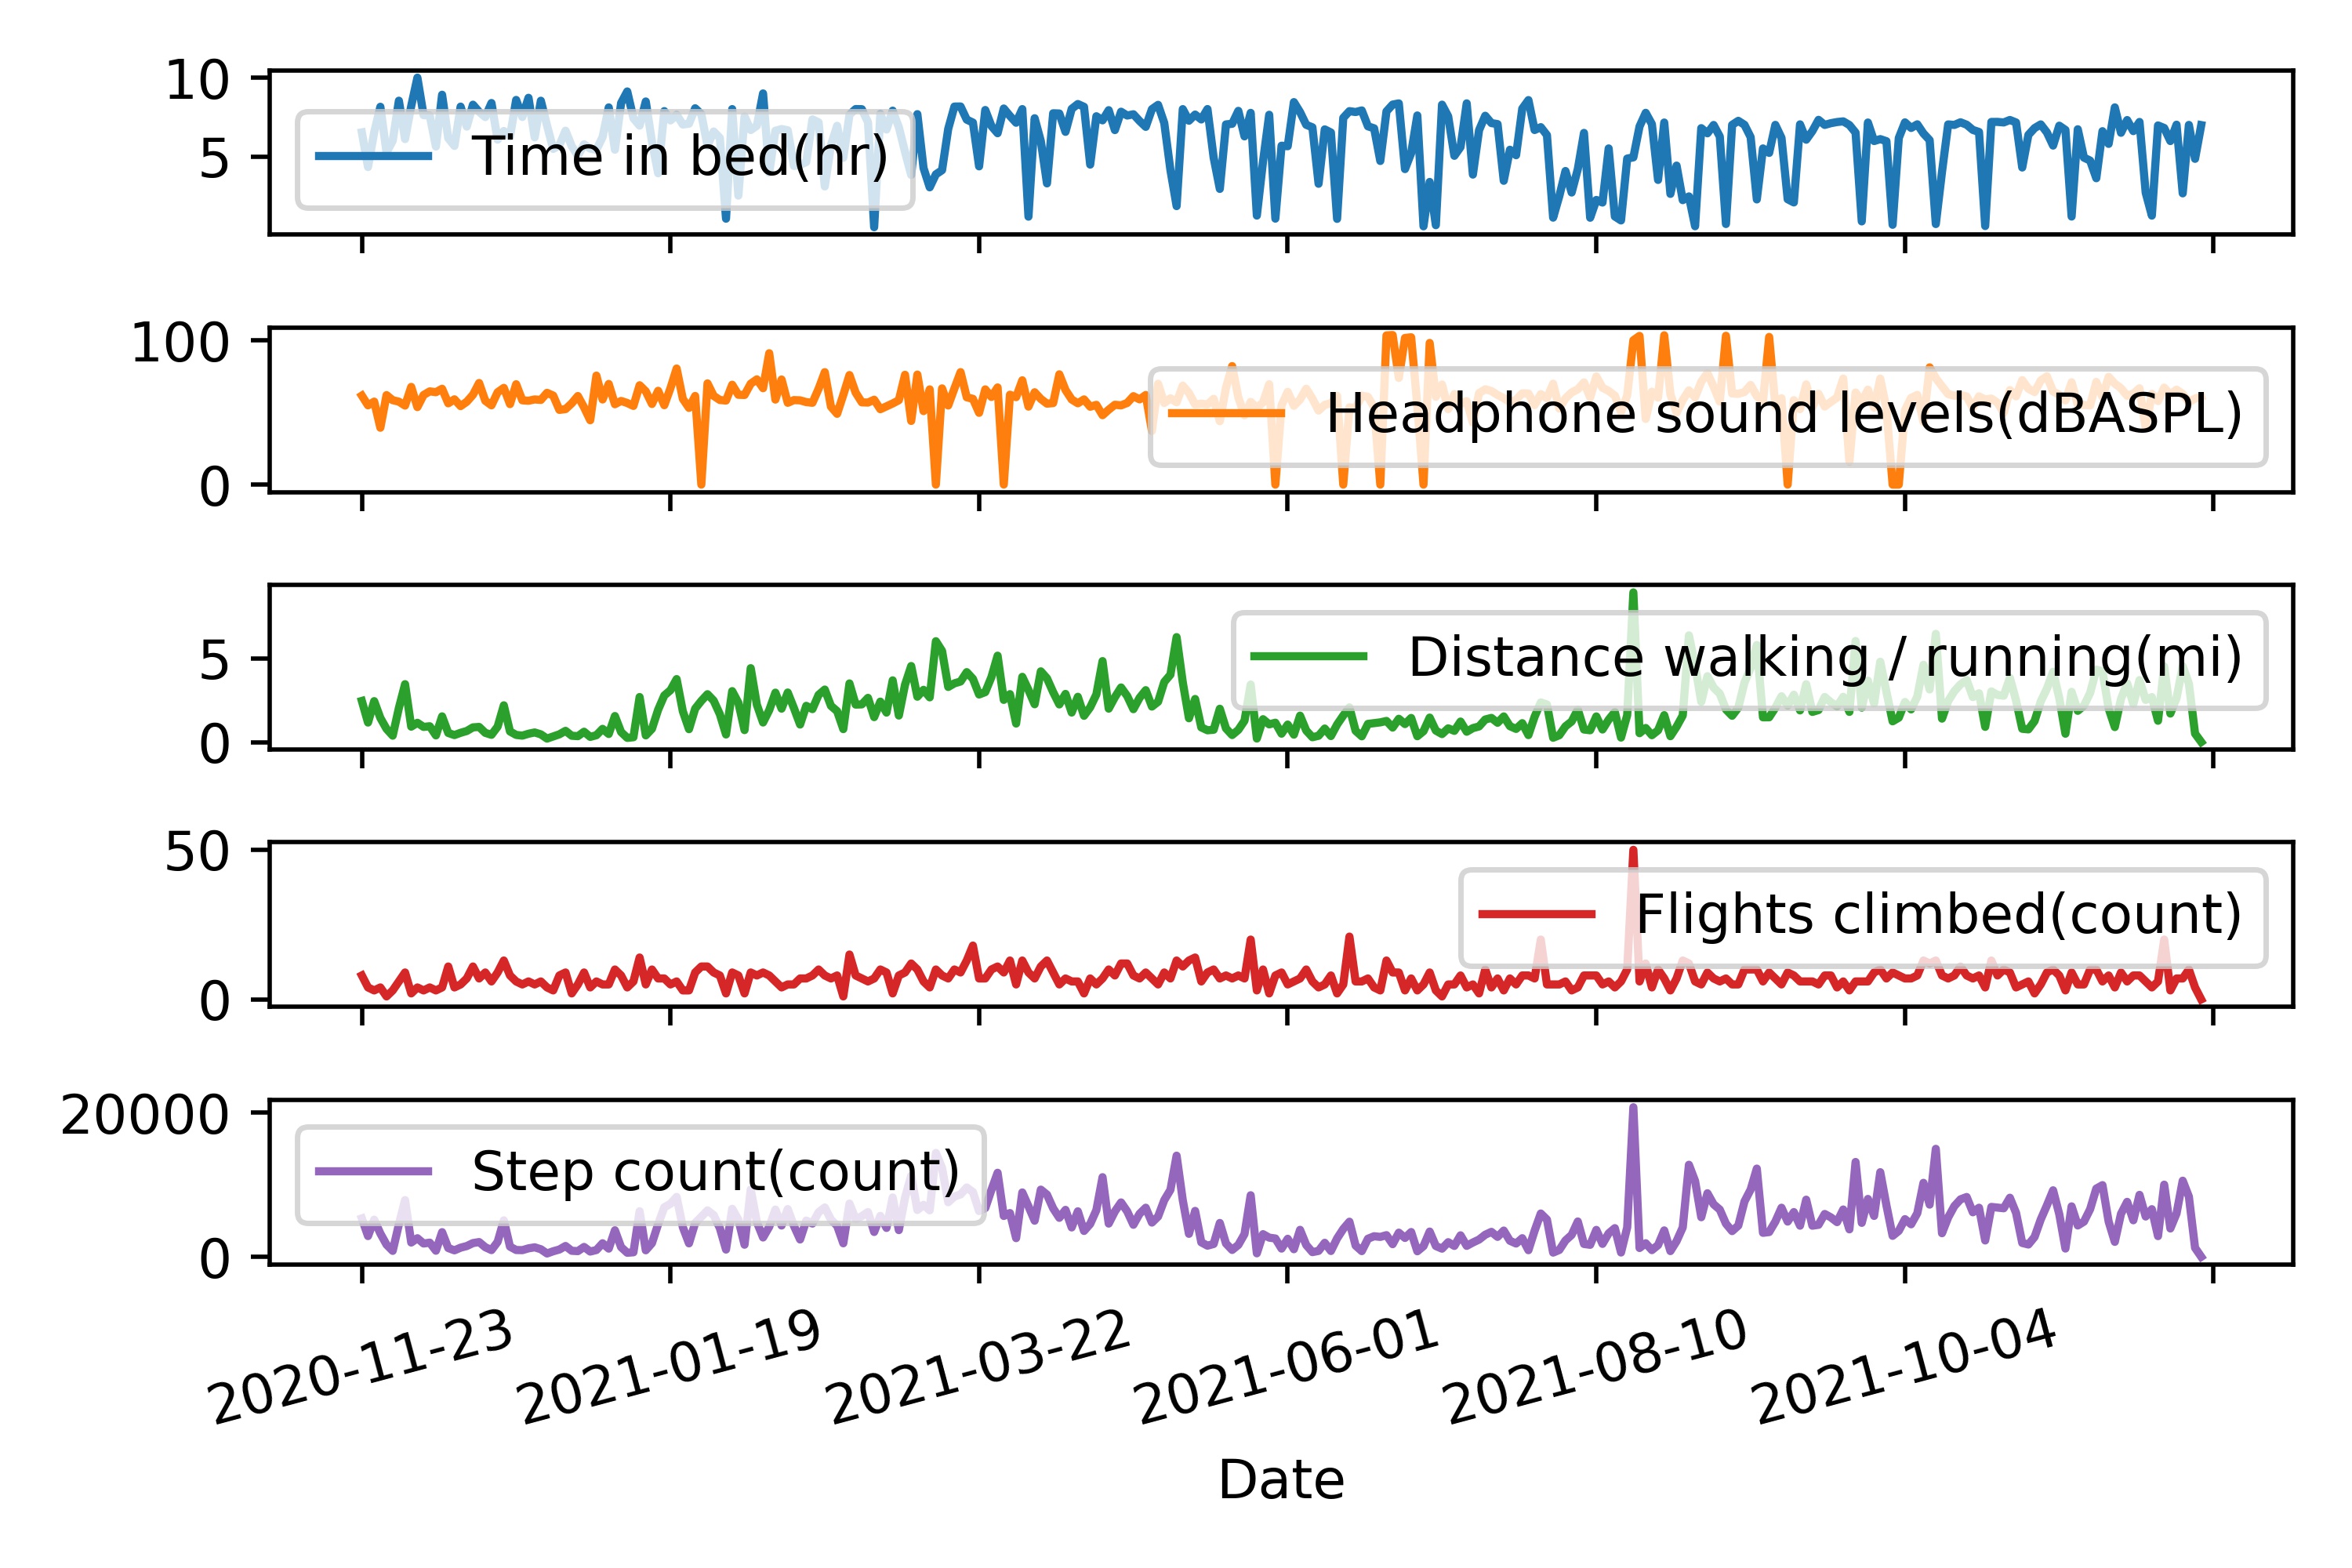 10
5
Time in bed(hr)
100
0
Headphone sound levels(dBASPL)
5
0
Distance walking / running(mi)
50
0
Flights climbed(count)
20000
0
Step count(count)
2020-11-23
2021-01-19
2021-03-22
2021-06-01
2021-08-10
2021-10-04
Date